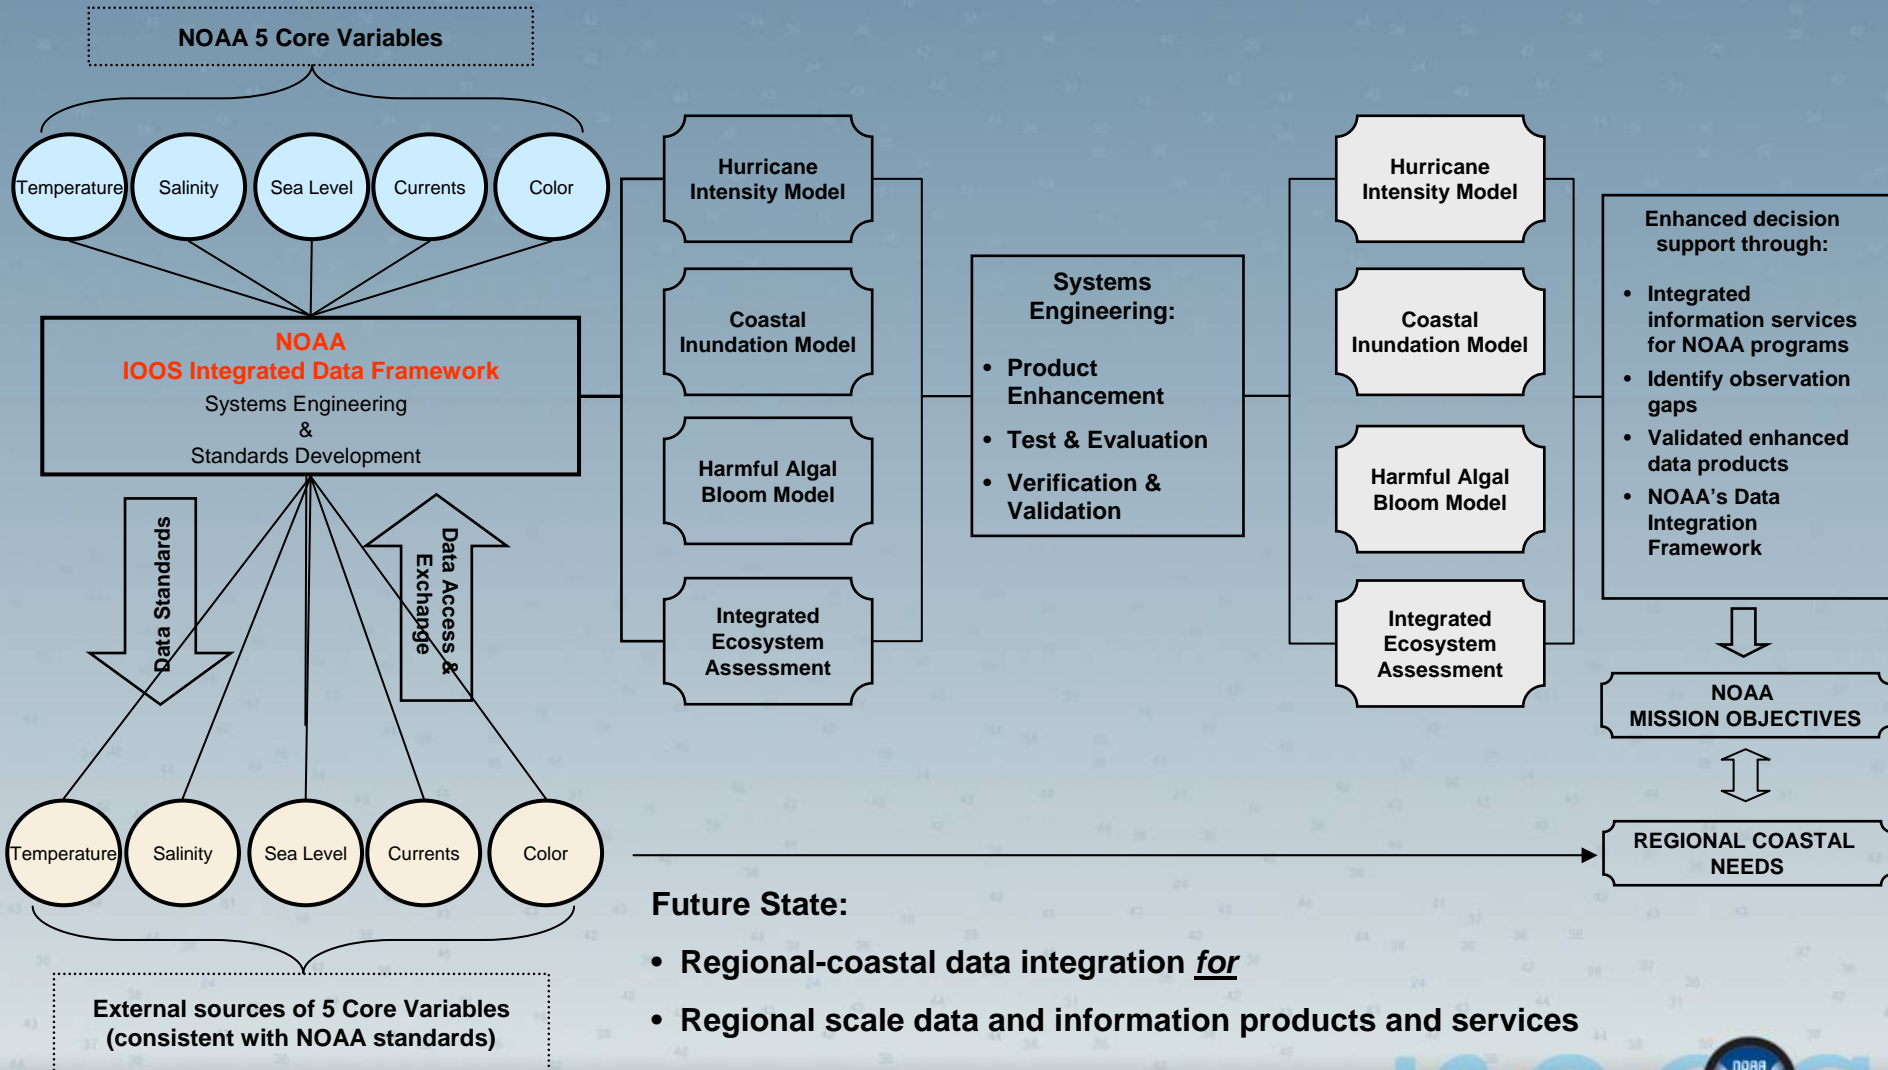 NOAA 5 Core Variables
Temperature
Salinity
Sea Level
Currents
Color
NOAA
IOOS Integrated Data Framework
Systems Engineering
&
Standards Development
Data Standards
Data Access &
Exchange
Temperature
Salinity
Sea Level
Currents
Color
External sources of 5 Core Variables
(consistent with NOAA standards)
Hurricane
Intensity Model
Coastal
Inundation Model
Harmful Algal
Bloom Model
Integrated
Ecosystem
Assessment
Systems
Engineering:
• Product
Enhancement
• Test & Evaluation
• Verification &
Validation
Hurricane
Intensity Model
Coastal
Inundation Model
Harmful Algal
Bloom Model
Integrated
Ecosystem
Assessment
Enhanced decision
support through:
• Integrated
information services
for NOAA programs
• Identify observation
gaps
• Validated enhanced
data products
• NOAA’s Data
Integration
Framework
NOAA
MISSION OBJECTIVES
REGIONAL COASTAL
NEEDS
Future State:
• Regional-coastal data integration for
• Regional scale data and information products and services